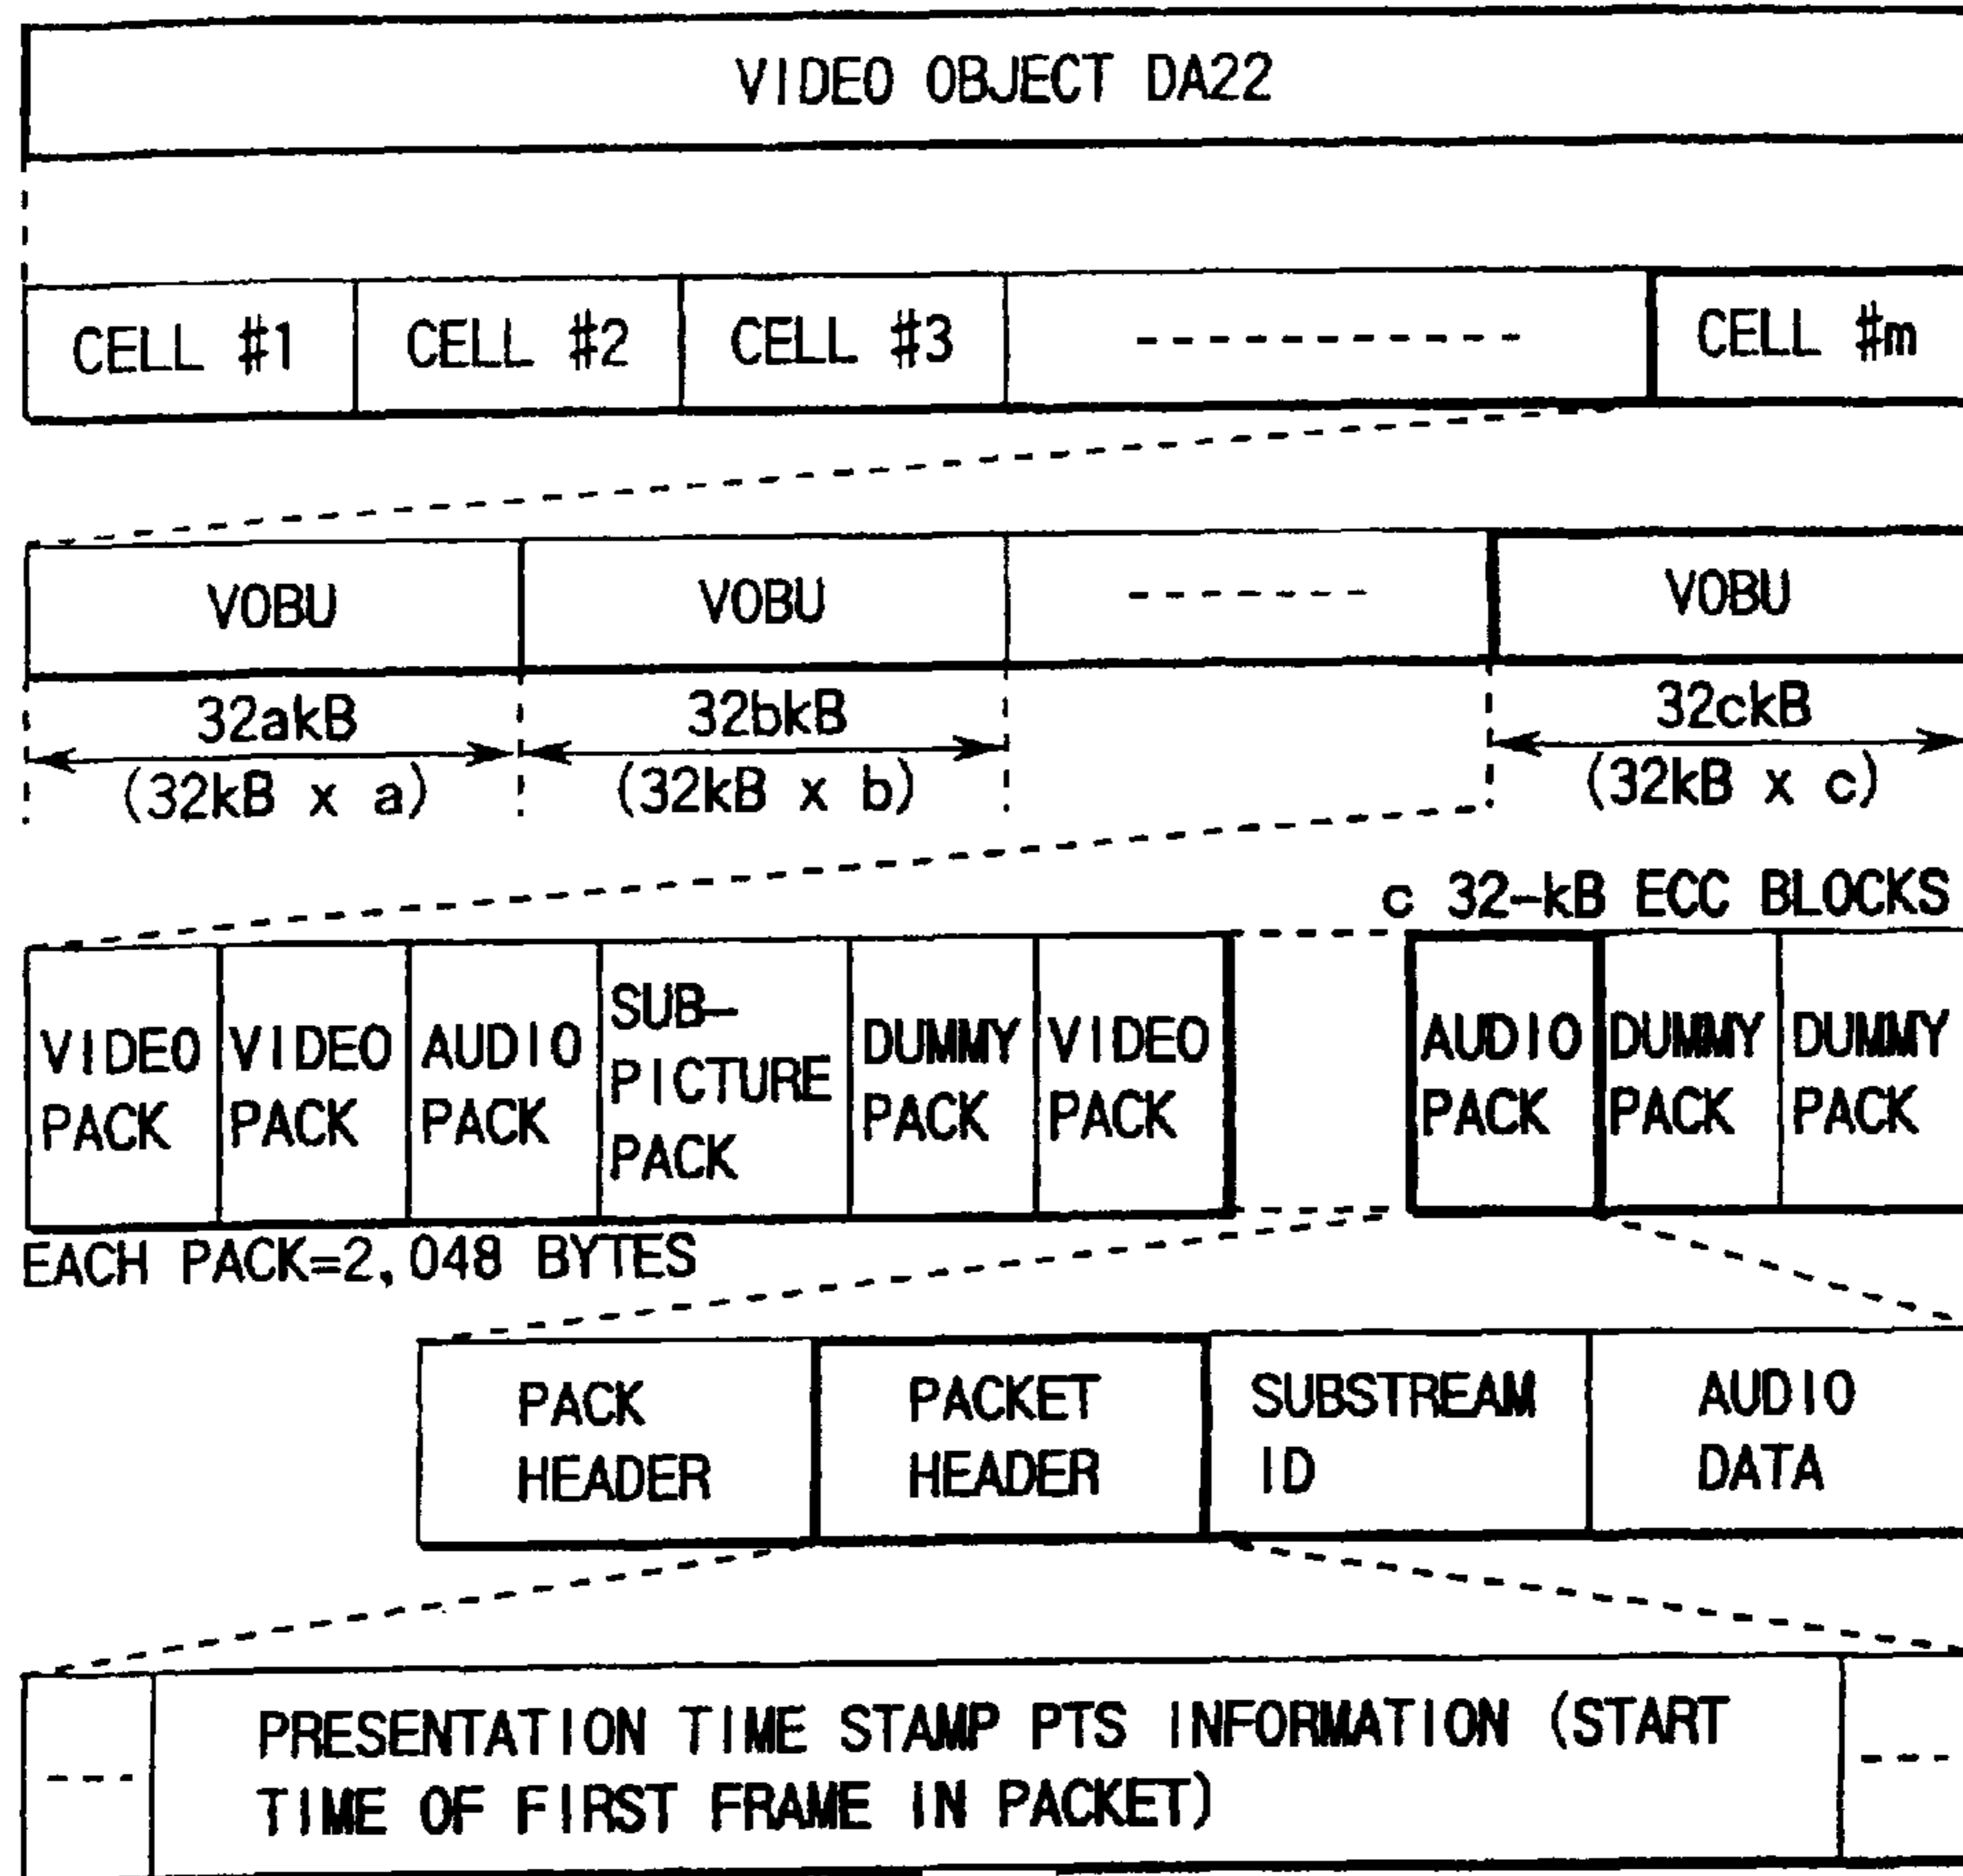 VIDEO OBJECT DA22
CELL #1 CELL #2 CELL #3 ----------- CELL #m
VOBU VOBU ------- VOBU
32akB 32bkB 32ckB
(32kB x a) (32kB x b) (32kB x c)
c 32-kB ECC BLOCKS
VIDEO
PACK
VIDEO
PACK
AUDIO
PACK
SUB-
PICTURE
PACK
DUMMY
PACK
VIDEO
PACK
AUDIO
PACK
DUMMY
PACK
DUMMY
PACK
EACH PACK=2,048 BYTES
PACK
HEADER
PACKET
HEADER
SUBSTREAM
ID
AUDIO
DATA
PRESENTATION TIME STAMP PTS INFORMATION (START
TIME OF FIRST FRAME IN PACKET)